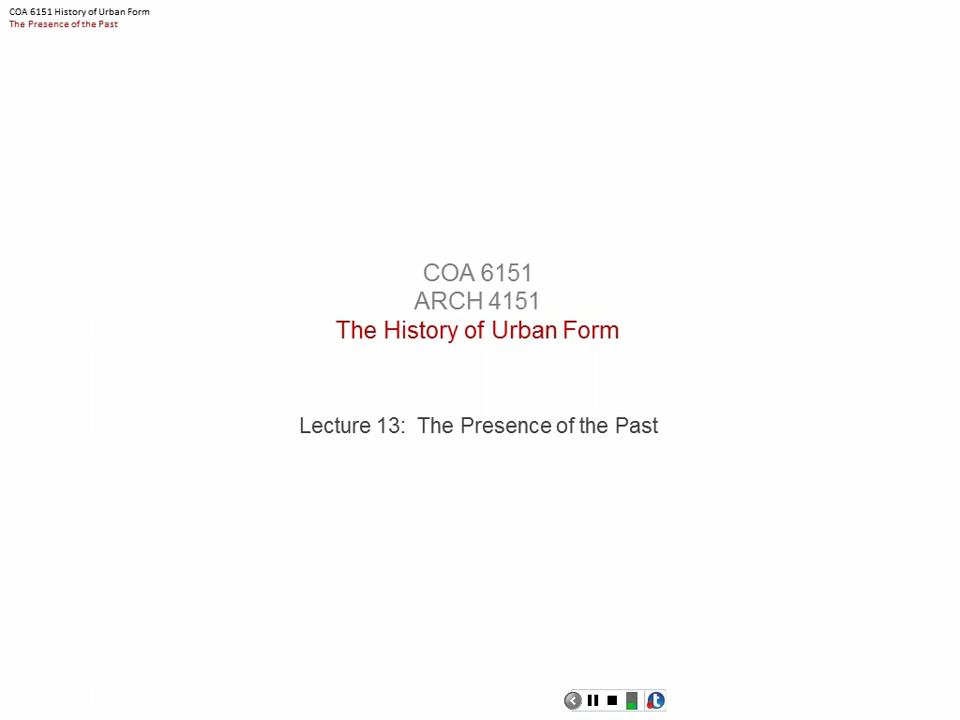 COA 6151 History of Urban Form
The Presence of the Past
COA 6151
ARCH 4151
The History of Urban Form
Lecture 13: The Presence of the Past
t